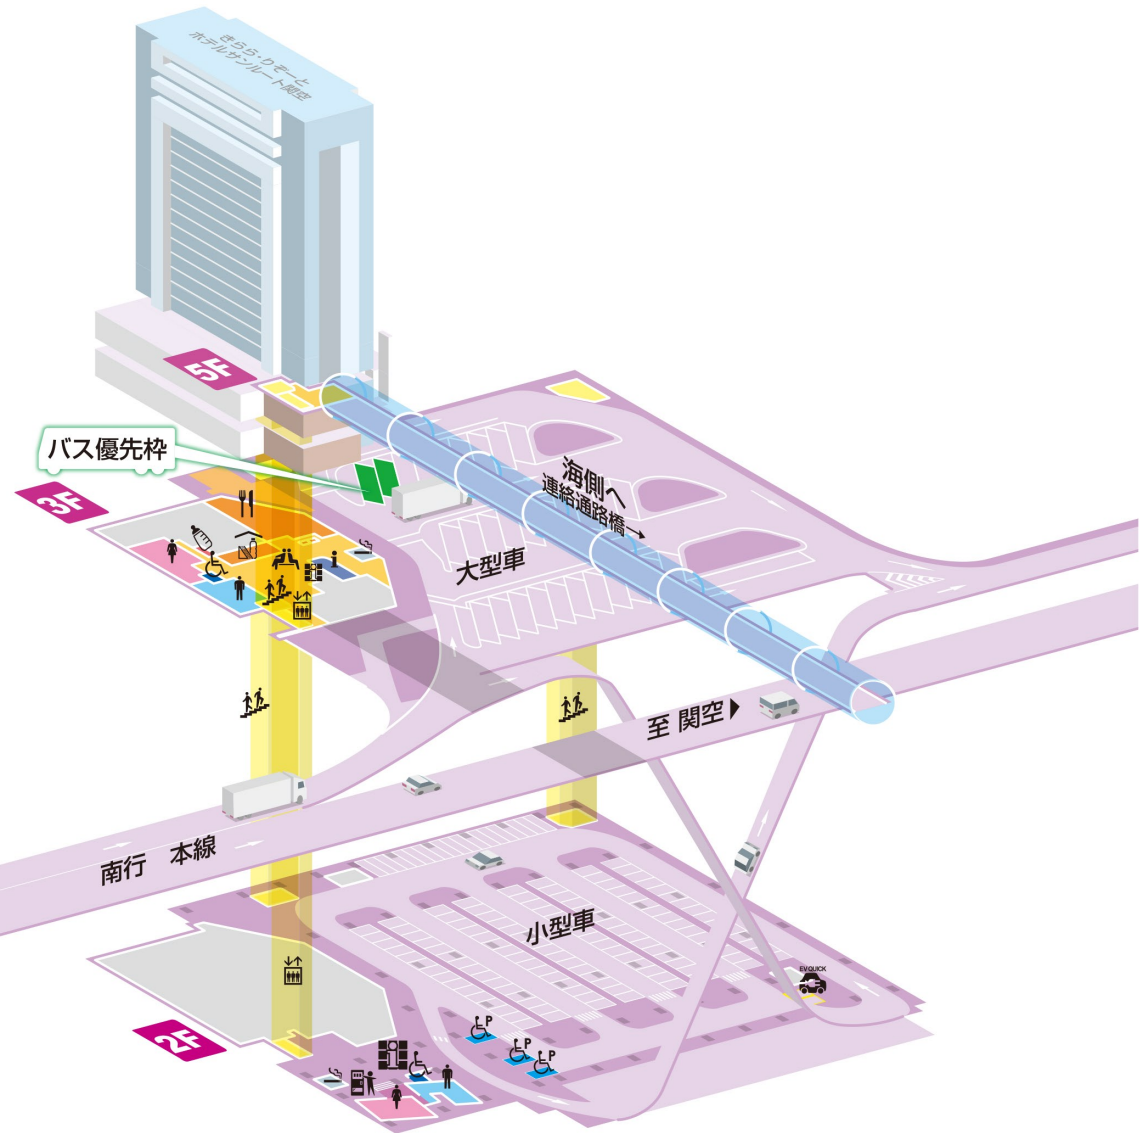 きらら・りぞーと
ホテルサンルート関空
5F
バス優先枠
3F
海側へ
連絡通路橋→
大型車
i
至 関空▶
南行 本線
小型車
EV QUICK
P
P
P
2F